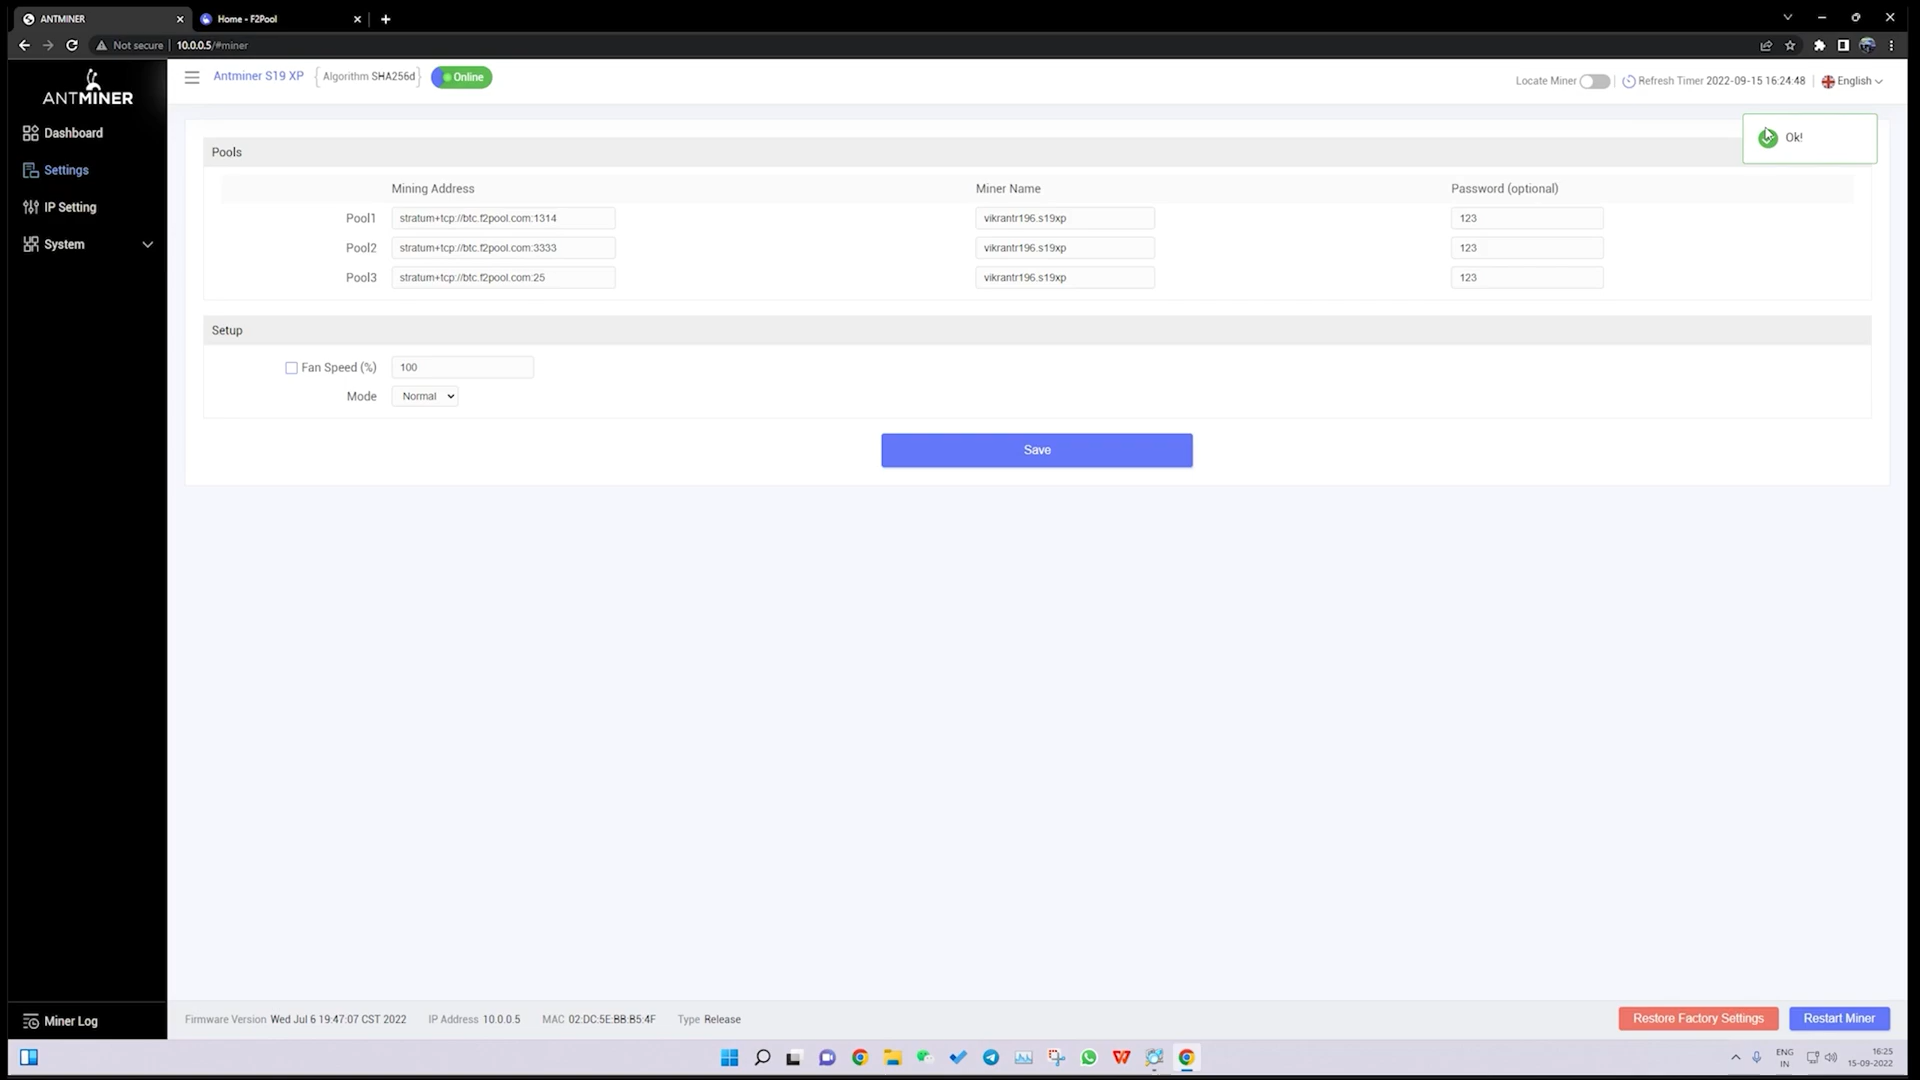 ANTMINER
Home - F2Pool
Not secure
10.0.0.5/#miner
ANTMINER
Antminer S19 XP
Algorithm SHA256d
Online
Locate Miner
Refresh Timer 2022-09-15 16:24:48
English
Ok!
Dashboard
Settings
IP Setting
System
Pools
Mining Address
Miner Name
Password (optional)
Pool1
stratum+tcp://btc.f2pool.com:1314
vikrantr196.s19xp
123
Pool2
stratum+tcp://btc.f2pool.com:3333
vikrantr196.s19xp
123
Pool3
stratum+tcp://btc.f2pool.com:25
vikrantr196.s19xp
123
Setup
Fan Speed (%)
100
Mode
Normal
Save
Miner Log
Firmware Version Wed Jul 6 19:47:07 CST 2022
IP Address 10.0.0.5
MAC 02:DC:5E:BB:B5:4F
Type Release
Restore Factory Settings
Restart Miner
ENG
IN
16:25
15-09-2022